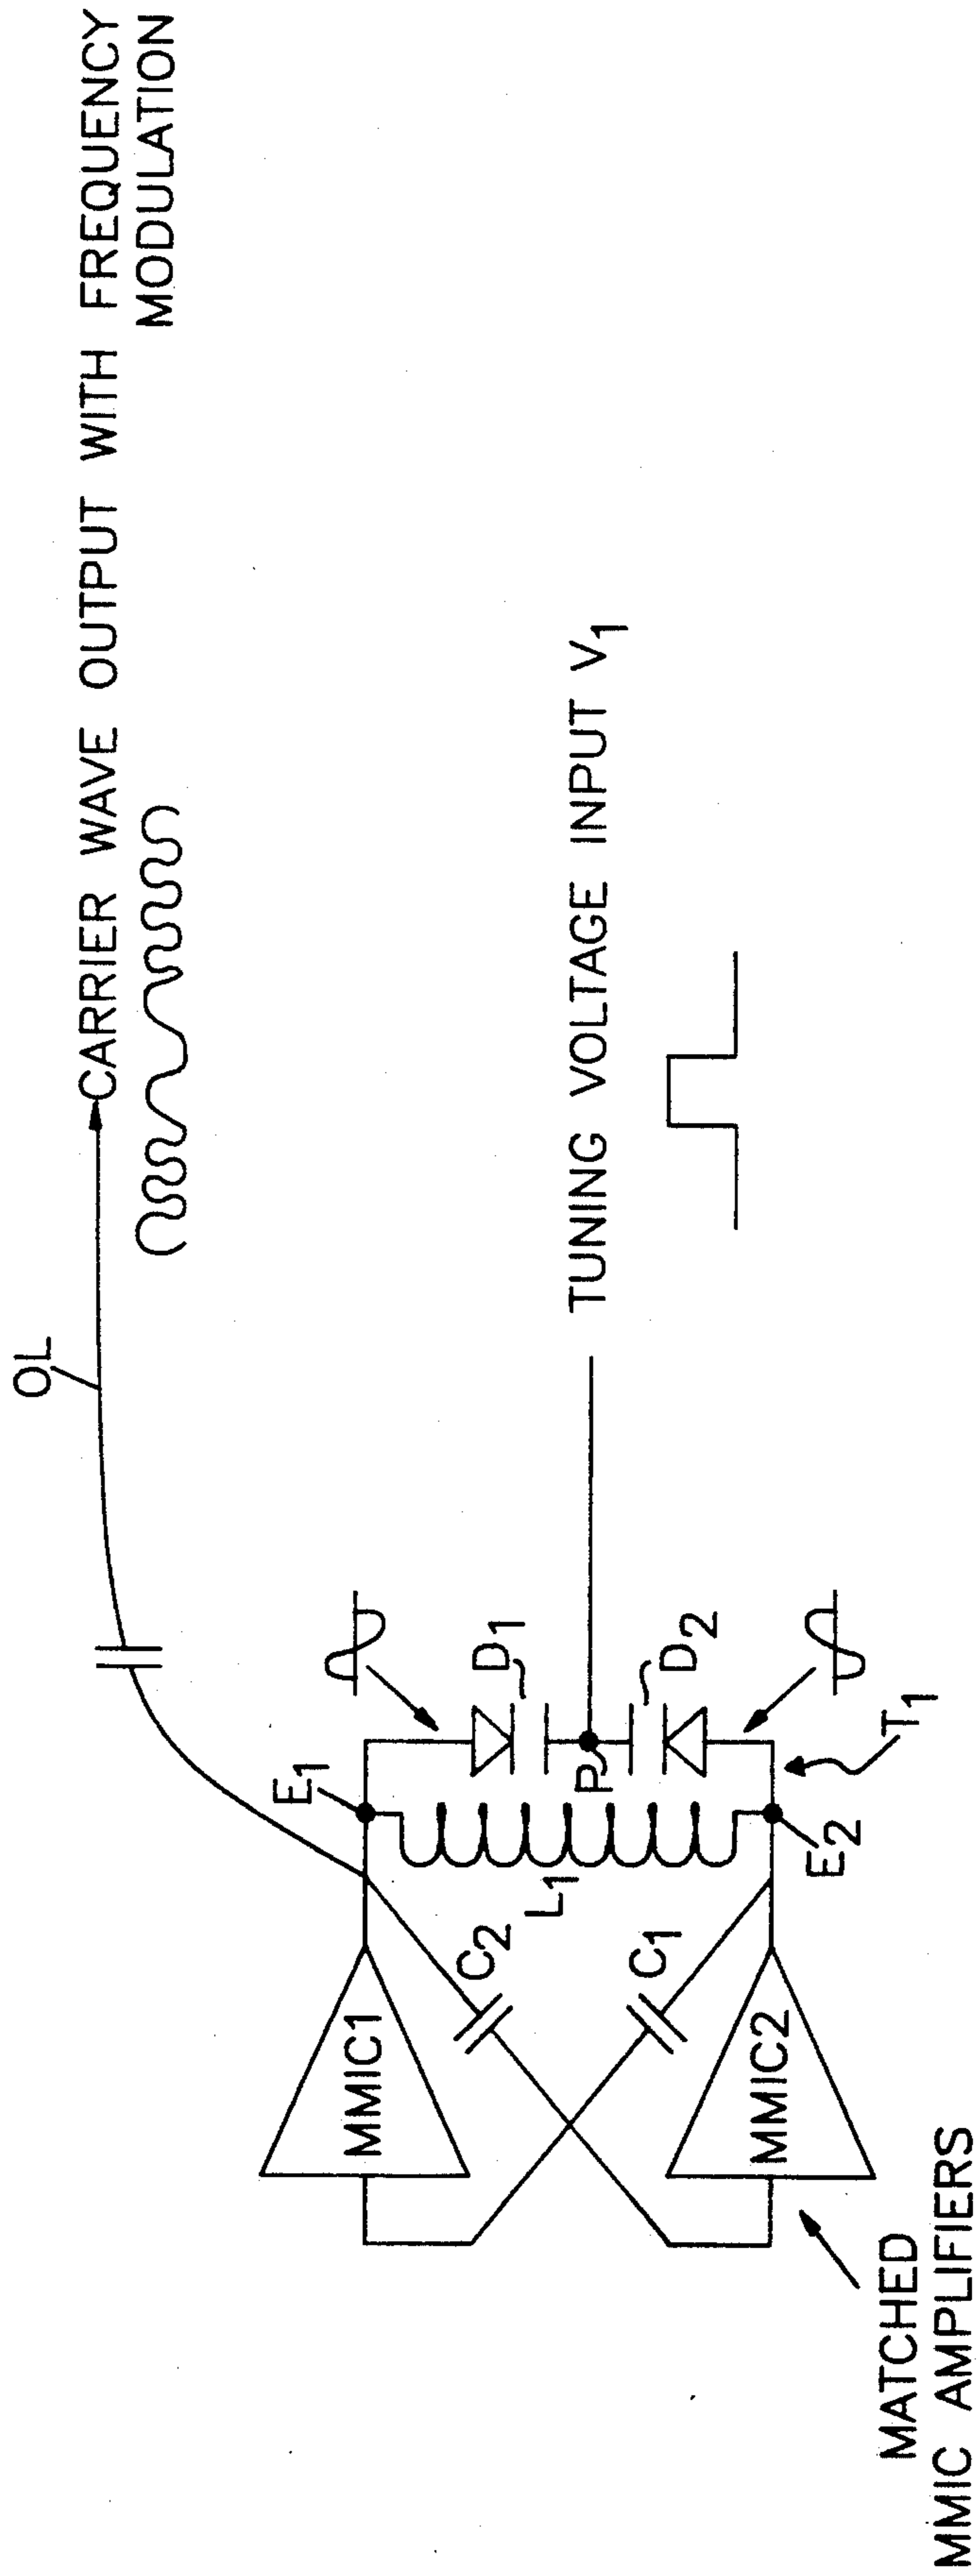 OL
CARRIER WAVE OUTPUT WITH FREQUENCY
MODULATION
E1
MMIC1
C2
D1
L1
P
TUNING VOLTAGE INPUT V1
C1
D2
MMIC2
E2
T1
MATCHED
MMIC AMPLIFIERS